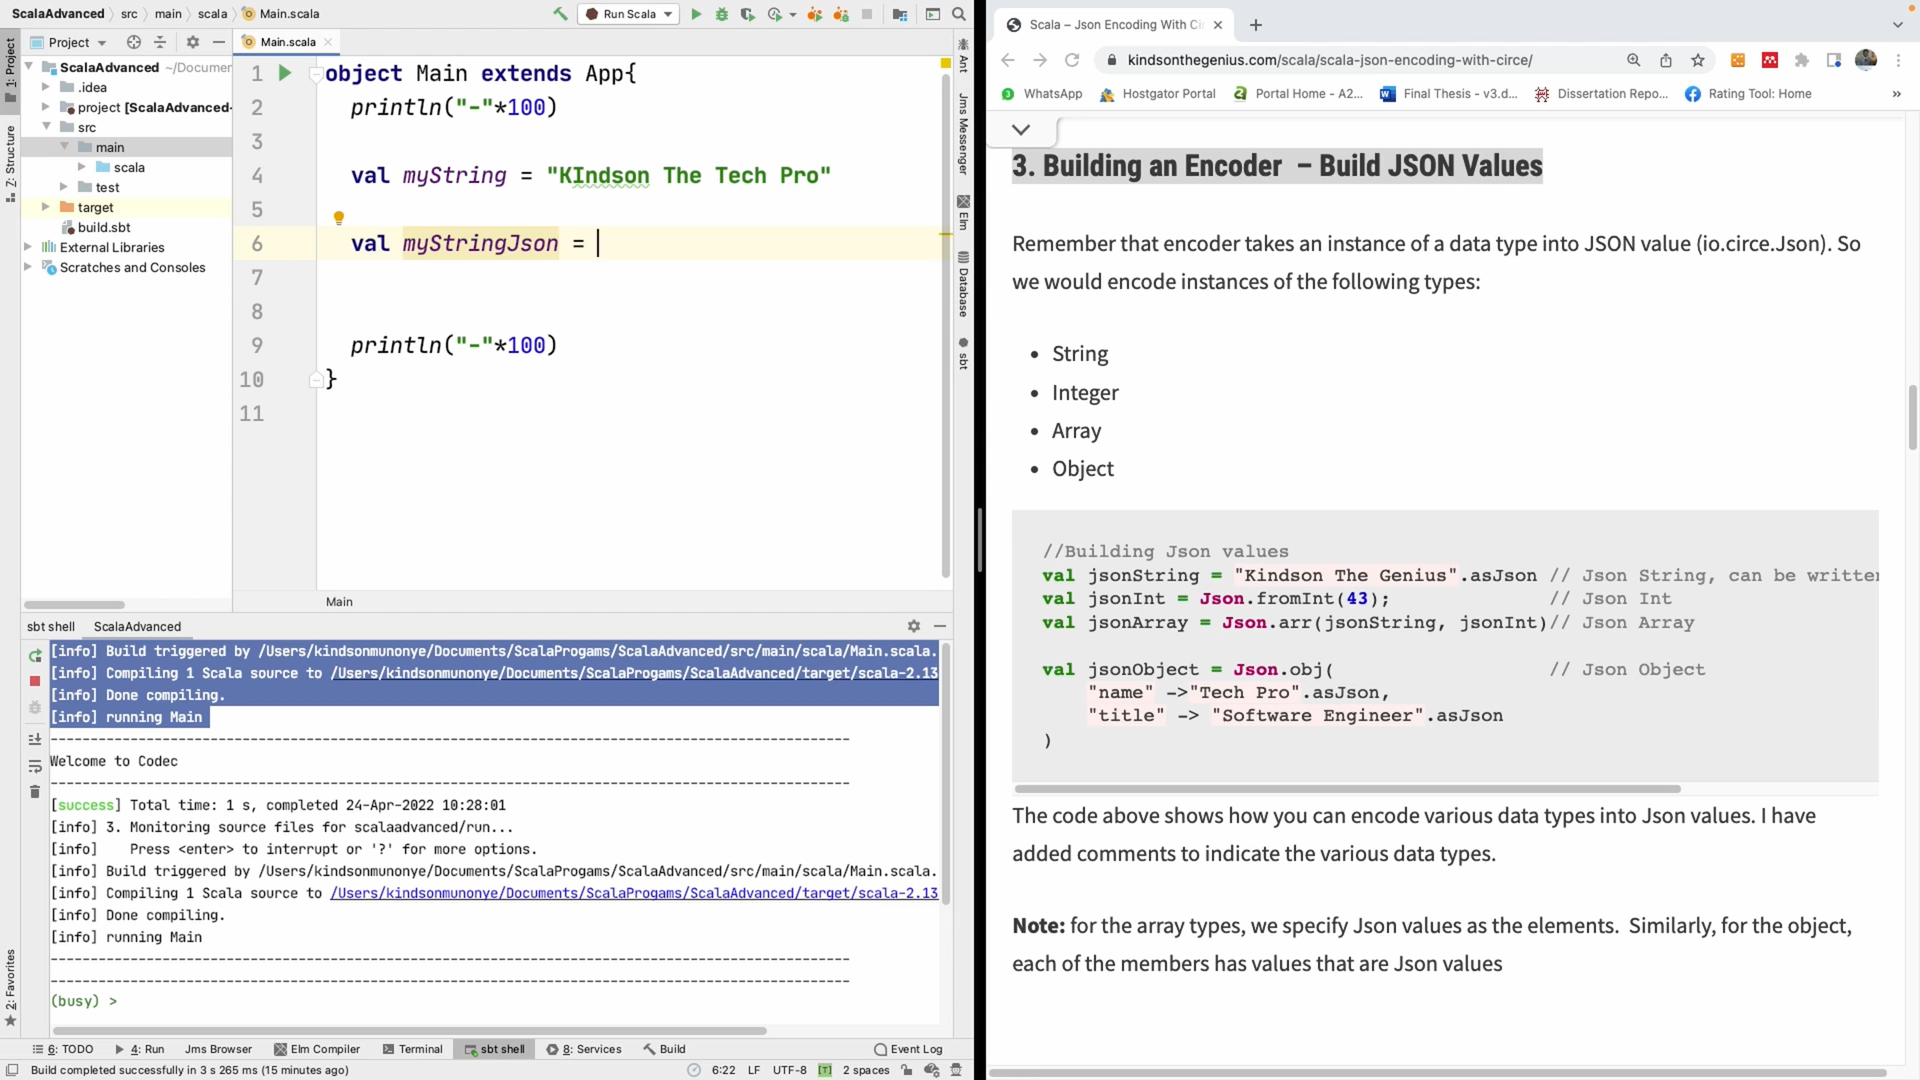 ScalaAdvanced › src › main › scala › Main.scala
Run Scala
Project
Main.scala
1: Project
Z: Structure
2: Favorites
ScalaAdvanced ~/Documen
.idea
project [ScalaAdvanced-
src
main
scala
test
target
build.sbt
External Libraries
Scratches and Consoles
1 object Main extends App{
2 println("-"*100)
3
4 val myString = "KIndson The Tech Pro"
5
6 val myStringJson =
7
8
9 println("-"*100)
10 }
11
Main
Ant
Jms Messenger
Elm
Database
sbt
sbt shell ScalaAdvanced
[info] Build triggered by /Users/kindsonmunonye/Documents/ScalaProgams/ScalaAdvanced/src/main/scala/Main.scala.
[info] Compiling 1 Scala source to /Users/kindsonmunonye/Documents/ScalaProgams/ScalaAdvanced/target/scala-2.13
[info] Done compiling.
[info] running Main
----------------------------------------------------------------------------------------------------
Welcome to Codec
----------------------------------------------------------------------------------------------------
[success] Total time: 1 s, completed 24-Apr-2022 10:28:01
[info] 3. Monitoring source files for scalaadvanced/run...
[info]    Press <enter> to interrupt or '?' for more options.
[info] Build triggered by /Users/kindsonmunonye/Documents/ScalaProgams/ScalaAdvanced/src/main/scala/Main.scala.
[info] Compiling 1 Scala source to /Users/kindsonmunonye/Documents/ScalaProgams/ScalaAdvanced/target/scala-2.13
[info] Done compiling.
[info] running Main
----------------------------------------------------------------------------------------------------
----------------------------------------------------------------------------------------------------
(busy) >
6: TODO 4: Run Jms Browser Elm Compiler Terminal sbt shell 8: Services Build Event Log
Build completed successfully in 3 s 265 ms (15 minutes ago) 6:22 LF UTF-8 [T] 2 spaces
Scala – Json Encoding With Ci
kindsonthegenius.com/scala/scala-json-encoding-with-circe/
WhatsApp Hostgator Portal Portal Home - A2... Final Thesis - v3.d... Dissertation Repo... Rating Tool: Home »
3. Building an Encoder – Build JSON Values
Remember that encoder takes an instance of a data type into JSON value (io.circe.Json). So
we would encode instances of the following types:
• String
• Integer
• Array
• Object
//Building Json values
val jsonString = "Kindson The Genius".asJson // Json String, can be written
val jsonInt = Json.fromInt(43); // Json Int
val jsonArray = Json.arr(jsonString, jsonInt)// Json Array
val jsonObject = Json.obj( // Json Object
"name" ->"Tech Pro".asJson,
"title" -> "Software Engineer".asJson
)
The code above shows how you can encode various data types into Json values. I have
added comments to indicate the various data types.
Note: for the array types, we specify Json values as the elements. Similarly, for the object,
each of the members has values that are Json values